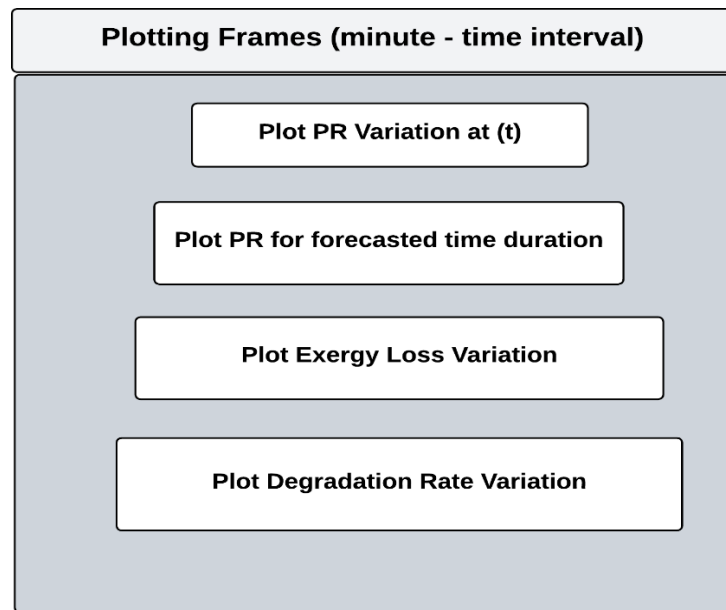 Plotting Frames (minute - time interval)
Plot PR Variation at (t)
Plot PR for forecasted time duration
Plot Exergy Loss Variation
Plot Degradation Rate Variation